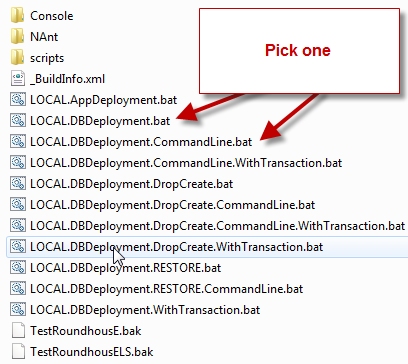 Console
NAnt
Pick one
scripts
_BuildInfo.xml
LOCAL.AppDeployment.bat
LOCAL.DBDeployment.bat
LOCAL.DBDeployment.CommandLine.bat
LOCAL.DBDeployment.CommandLine.WithTransaction.bat
LOCAL.DBDeployment.DropCreate.bat
LOCAL.DBDeployment.DropCreate.CommandLine.bat
LOCAL.DBDeployment.DropCreate.CommandLine.WithTransaction.bat
LOCAL.DBDeployment.DropCreate.WithTransaction.bat
LOCAL.DBDeployment.RESTORE.bat
LOCAL.DBDeployment.RESTORE.CommandLine.bat
LOCAL.DBDeployment.WithTransaction.bat
TestRoundhousE.bak
TestRoundhousELS.bak